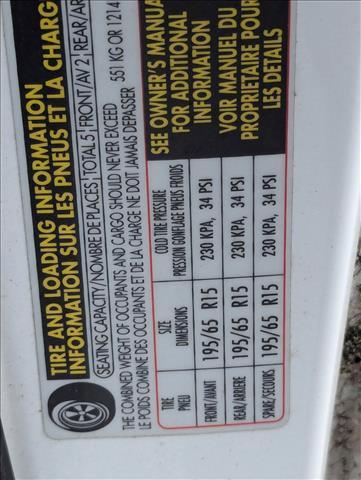 TIRE AND LOADING INFORMATION
INFORMATION SUR LES PNEUS ET LA CHARG
SEATING CAPACITY/NOMBRE DE PLACES TOTAL 5 FRONT/AV 2 REAR/AR
THE COMBINED WEIGHT OF OCCUPANTS AND CARGO SHOULD NEVER EXCEED 551 KG OR 1214
LE POIDS COMBINÉ DES OCCUPANTS ET DE LA CHARGE NE DOIT JAMAIS DÉPASSER
TIRE
PNEU
SIZE
DIMENSIONS
COLD TIRE PRESSURE
PRESSION GONFLAGE PNEUS FROIDS
FRONT/AVANT 195/65 R15 230 KPA, 34 PSI
REAR/ARRIÈRE 195/65 R15 230 KPA, 34 PSI
SPARE/SECOURS 195/65 R15 230 KPA, 34 PSI
SEE OWNER'S MANUA
FOR ADDITIONAL
INFORMATION
VOIR MANUEL DU
PROPRIÉTAIRE POUR
LES DÉTAILS